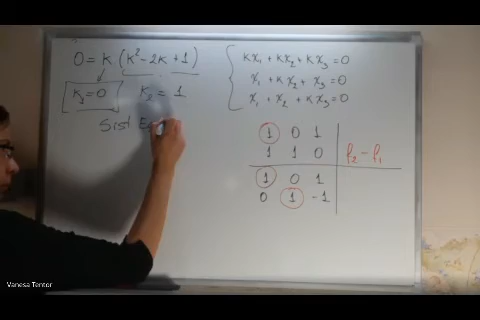 0 = k (k² - 2k + 1)
k₁ = 0 k₂ = 1
Sist E
kx₁ + kx₂ + kx₃ = 0
x₁ + kx₂ + x₃ = 0
x₁ + x₂ + kx₃ = 0
1 0 1
1 1 0 f₂ - f₁
1 0 1
0 1 -1
Vanesa Tentor